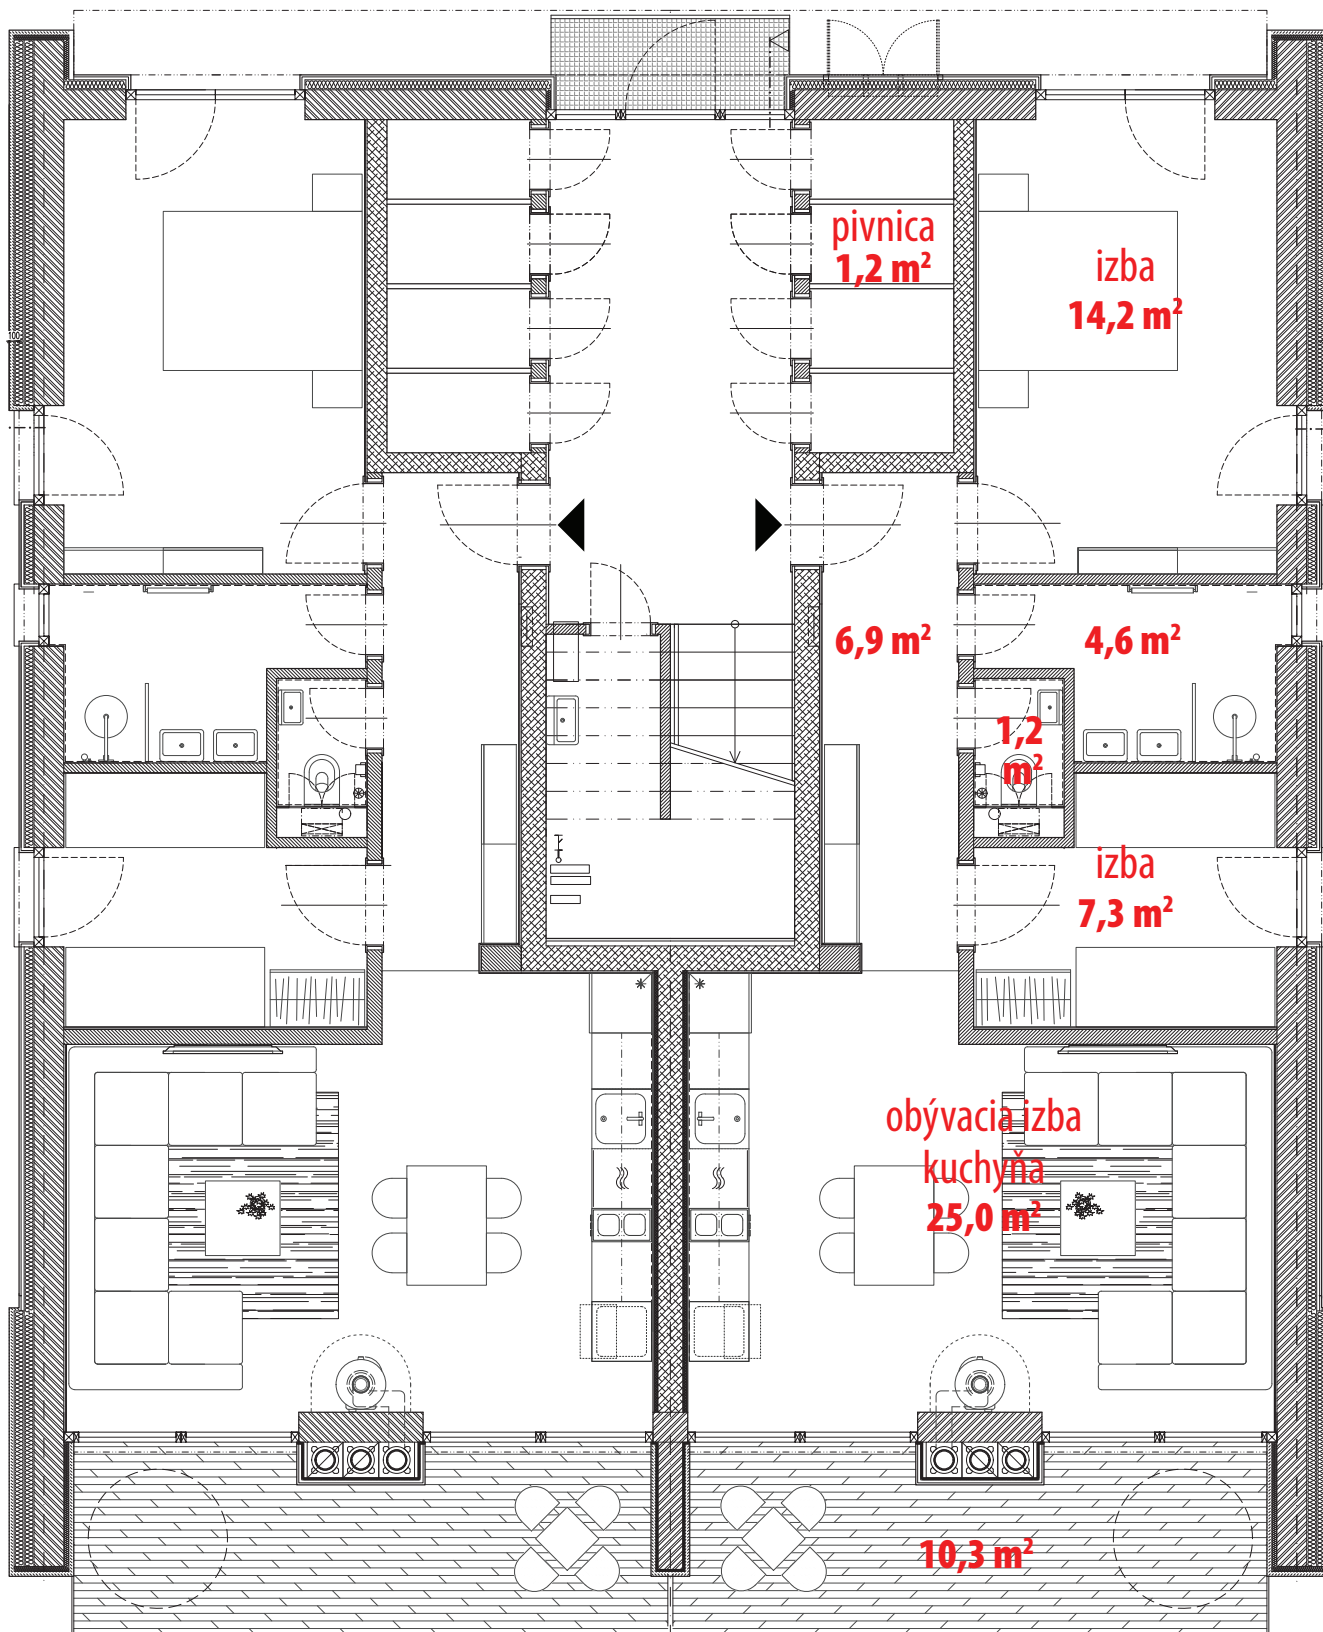 pivnica
1,2 m²
izba
14,2 m²
100
6,9 m²
4,6 m²
1,2
m²
izba
7,3 m²
obývacia izba
kuchyňa
25,0 m²
10,3 m²